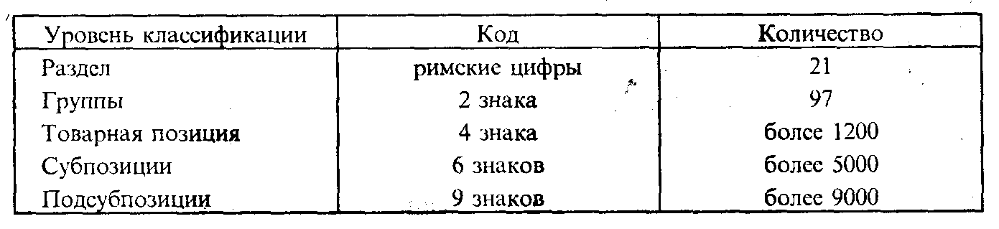 Уровень классификации Код Количество
Раздел римские цифры 21
Группы 2 знака 97
Товарная позиция 4 знака более 1200
Субпозиции 6 знаков более 5000
Подсубпозиции 9 знаков более 9000